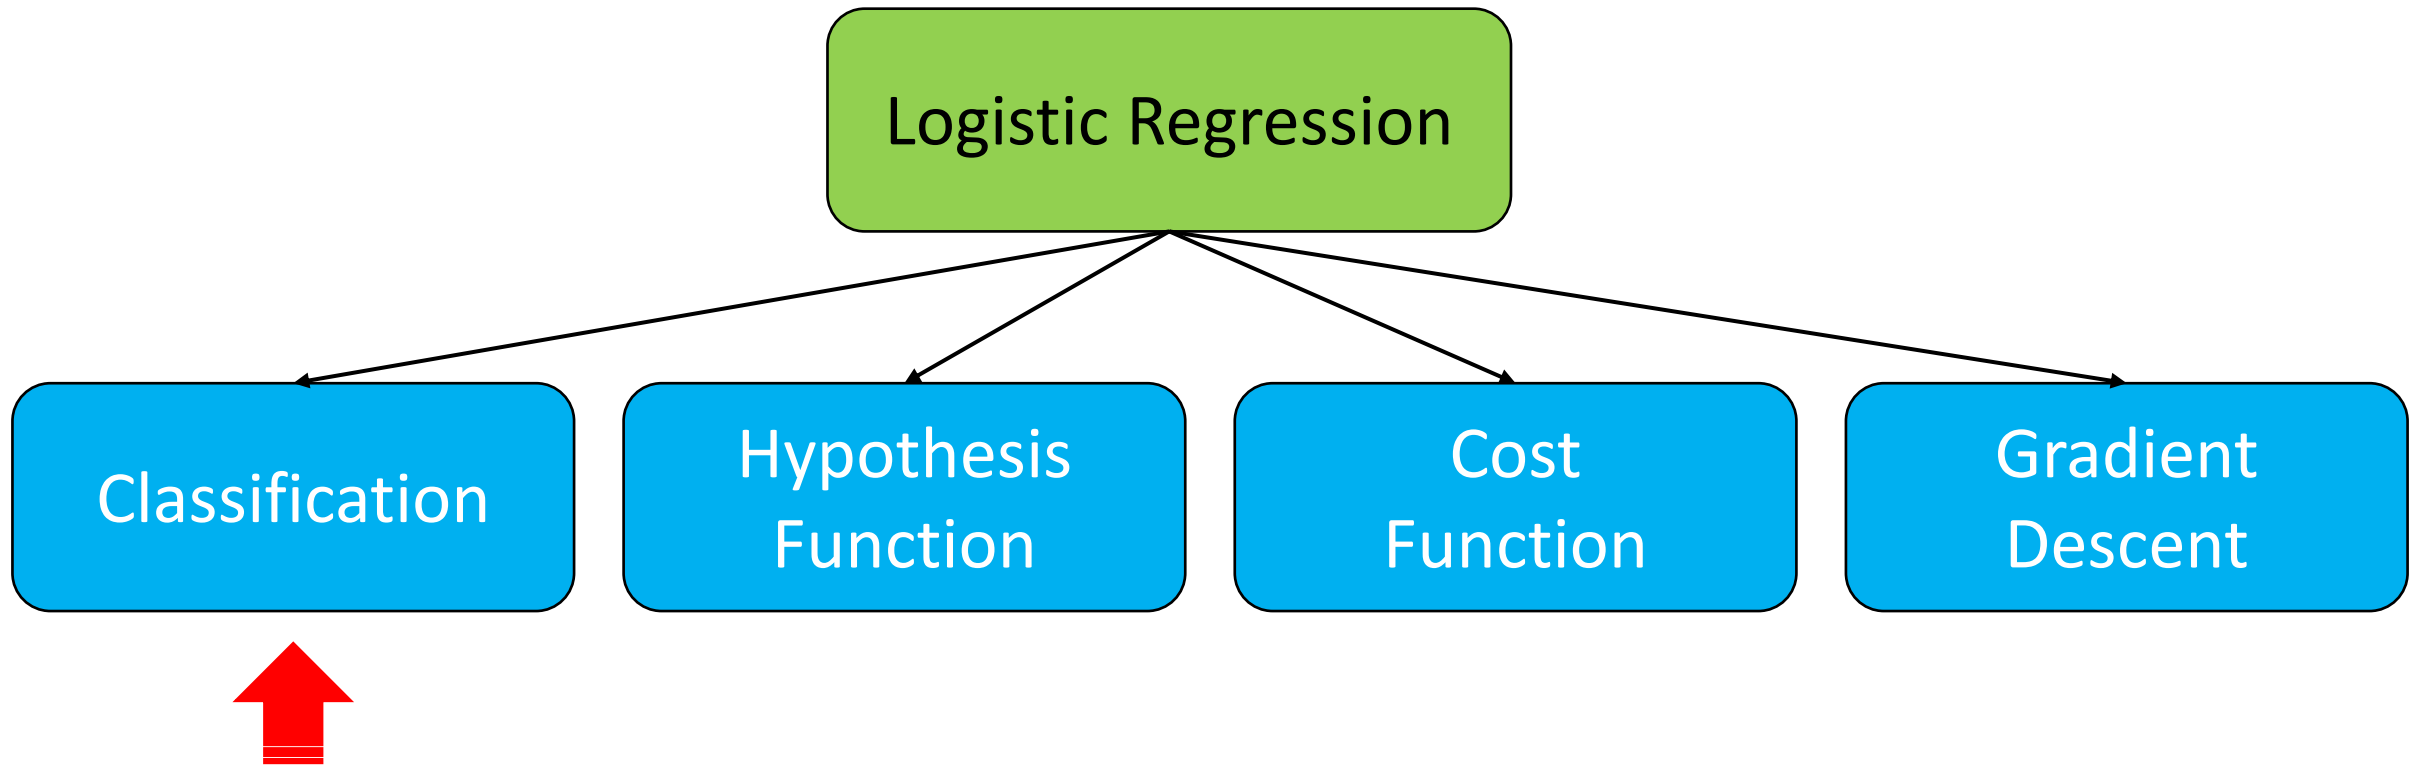 Logistic Regression
Classification
Hypothesis
Function
Cost
Function
Gradient
Descent